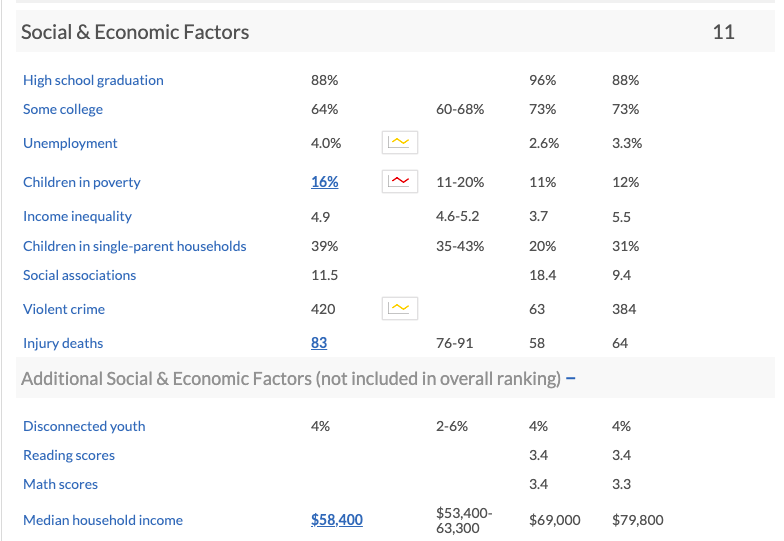 Social & Economic Factors 11
High school graduation 88% 96% 88%
Some college 64% 60-68% 73% 73%
Unemployment 4.0% 2.6% 3.3%
Children in poverty 16% 11-20% 11% 12%
Income inequality 4.9 4.6-5.2 3.7 5.5
Children in single-parent households 39% 35-43% 20% 31%
Social associations 11.5 18.4 9.4
Violent crime 420 63 384
Injury deaths 83 76-91 58 64
Additional Social & Economic Factors (not included in overall ranking) −
Disconnected youth 4% 2-6% 4% 4%
Reading scores 3.4 3.4
Math scores 3.4 3.3
Median household income $58,400 $53,400-
63,300 $69,000 $79,800